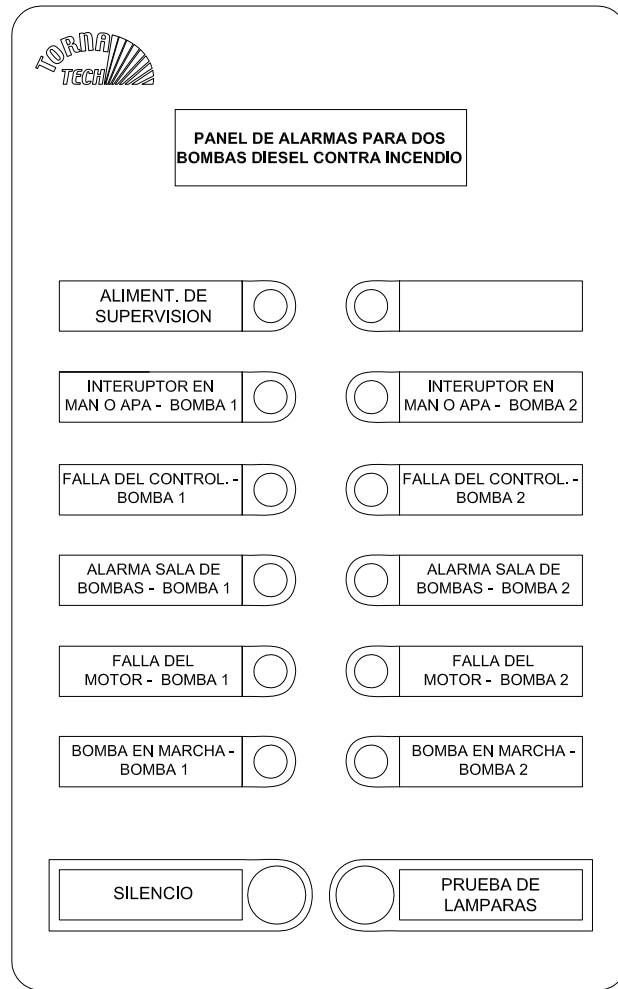 TORNA
TECH
PANEL DE ALARMAS PARA DOS
BOMBAS DIESEL CONTRA INCENDIO
ALIMENT. DE
SUPERVISION
INTERUPTOR EN
MAN O APA - BOMBA 1
INTERUPTOR EN
MAN O APA - BOMBA 2
FALLA DEL CONTROL. -
BOMBA 1
FALLA DEL CONTROL. -
BOMBA 2
ALARMA SALA DE
BOMBAS - BOMBA 1
ALARMA SALA DE
BOMBAS - BOMBA 2
FALLA DEL
MOTOR - BOMBA 1
FALLA DEL
MOTOR - BOMBA 2
BOMBA EN MARCHA -
BOMBA 1
BOMBA EN MARCHA -
BOMBA 2
SILENCIO
PRUEBA DE
LAMPARAS